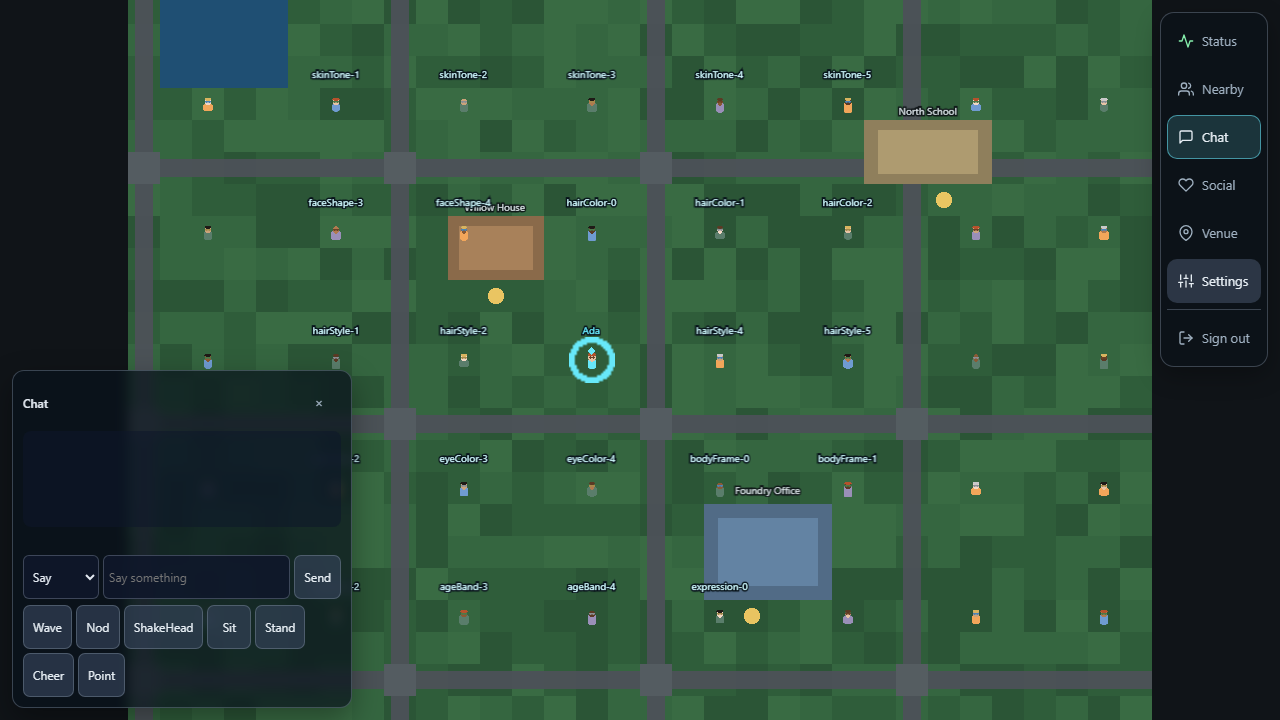 skinTone-1
skinTone-2
skinTone-3
skinTone-4
skinTone-5
North School
faceShape-3
faceShape-4
hairColor-0
hairColor-1
hairColor-2
Willow House
hairStyle-1
hairStyle-2
Ada
hairStyle-4
hairStyle-5
-2
eyeColor-3
eyeColor-4
bodyFrame-0
bodyFrame-1
Foundry Office
-2
ageBand-3
ageBand-4
expression-0
Chat
×
Say
Say something
Send
Wave
Nod
ShakeHead
Sit
Stand
Cheer
Point
Status
Nearby
Chat
Social
Venue
Settings
Sign out